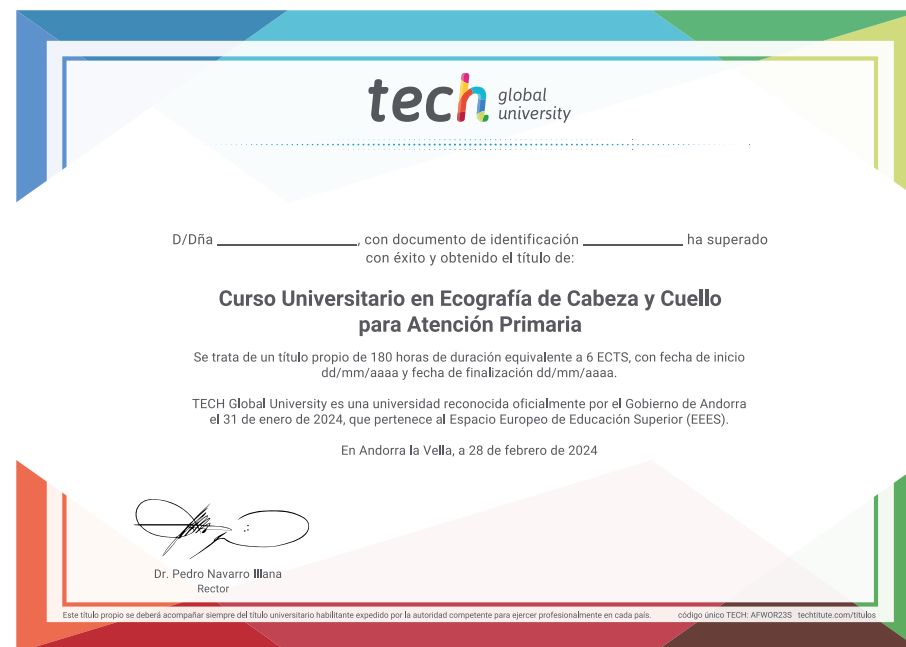 tech global university
D/Dña ____________________, con documento de identificación ______________ ha superado
con éxito y obtenido el título de:
Curso Universitario en Ecografía de Cabeza y Cuello
para Atención Primaria
Se trata de un título propio de 180 horas de duración equivalente a 6 ECTS, con fecha de inicio
dd/mm/aaaa y fecha de finalización dd/mm/aaaa.
TECH Global University es una universidad reconocida oficialmente por el Gobierno de Andorra
el 31 de enero de 2024, que pertenece al Espacio Europeo de Educación Superior (EEES).
En Andorra la Vella, a 28 de febrero de 2024
Dr. Pedro Navarro Illana
Rector
Este título propio se deberá acompañar siempre del título universitario habilitante expedido por la autoridad competente para ejercer profesionalmente en cada país. código único TECH: AFWOR23S techtitute.com/titulos